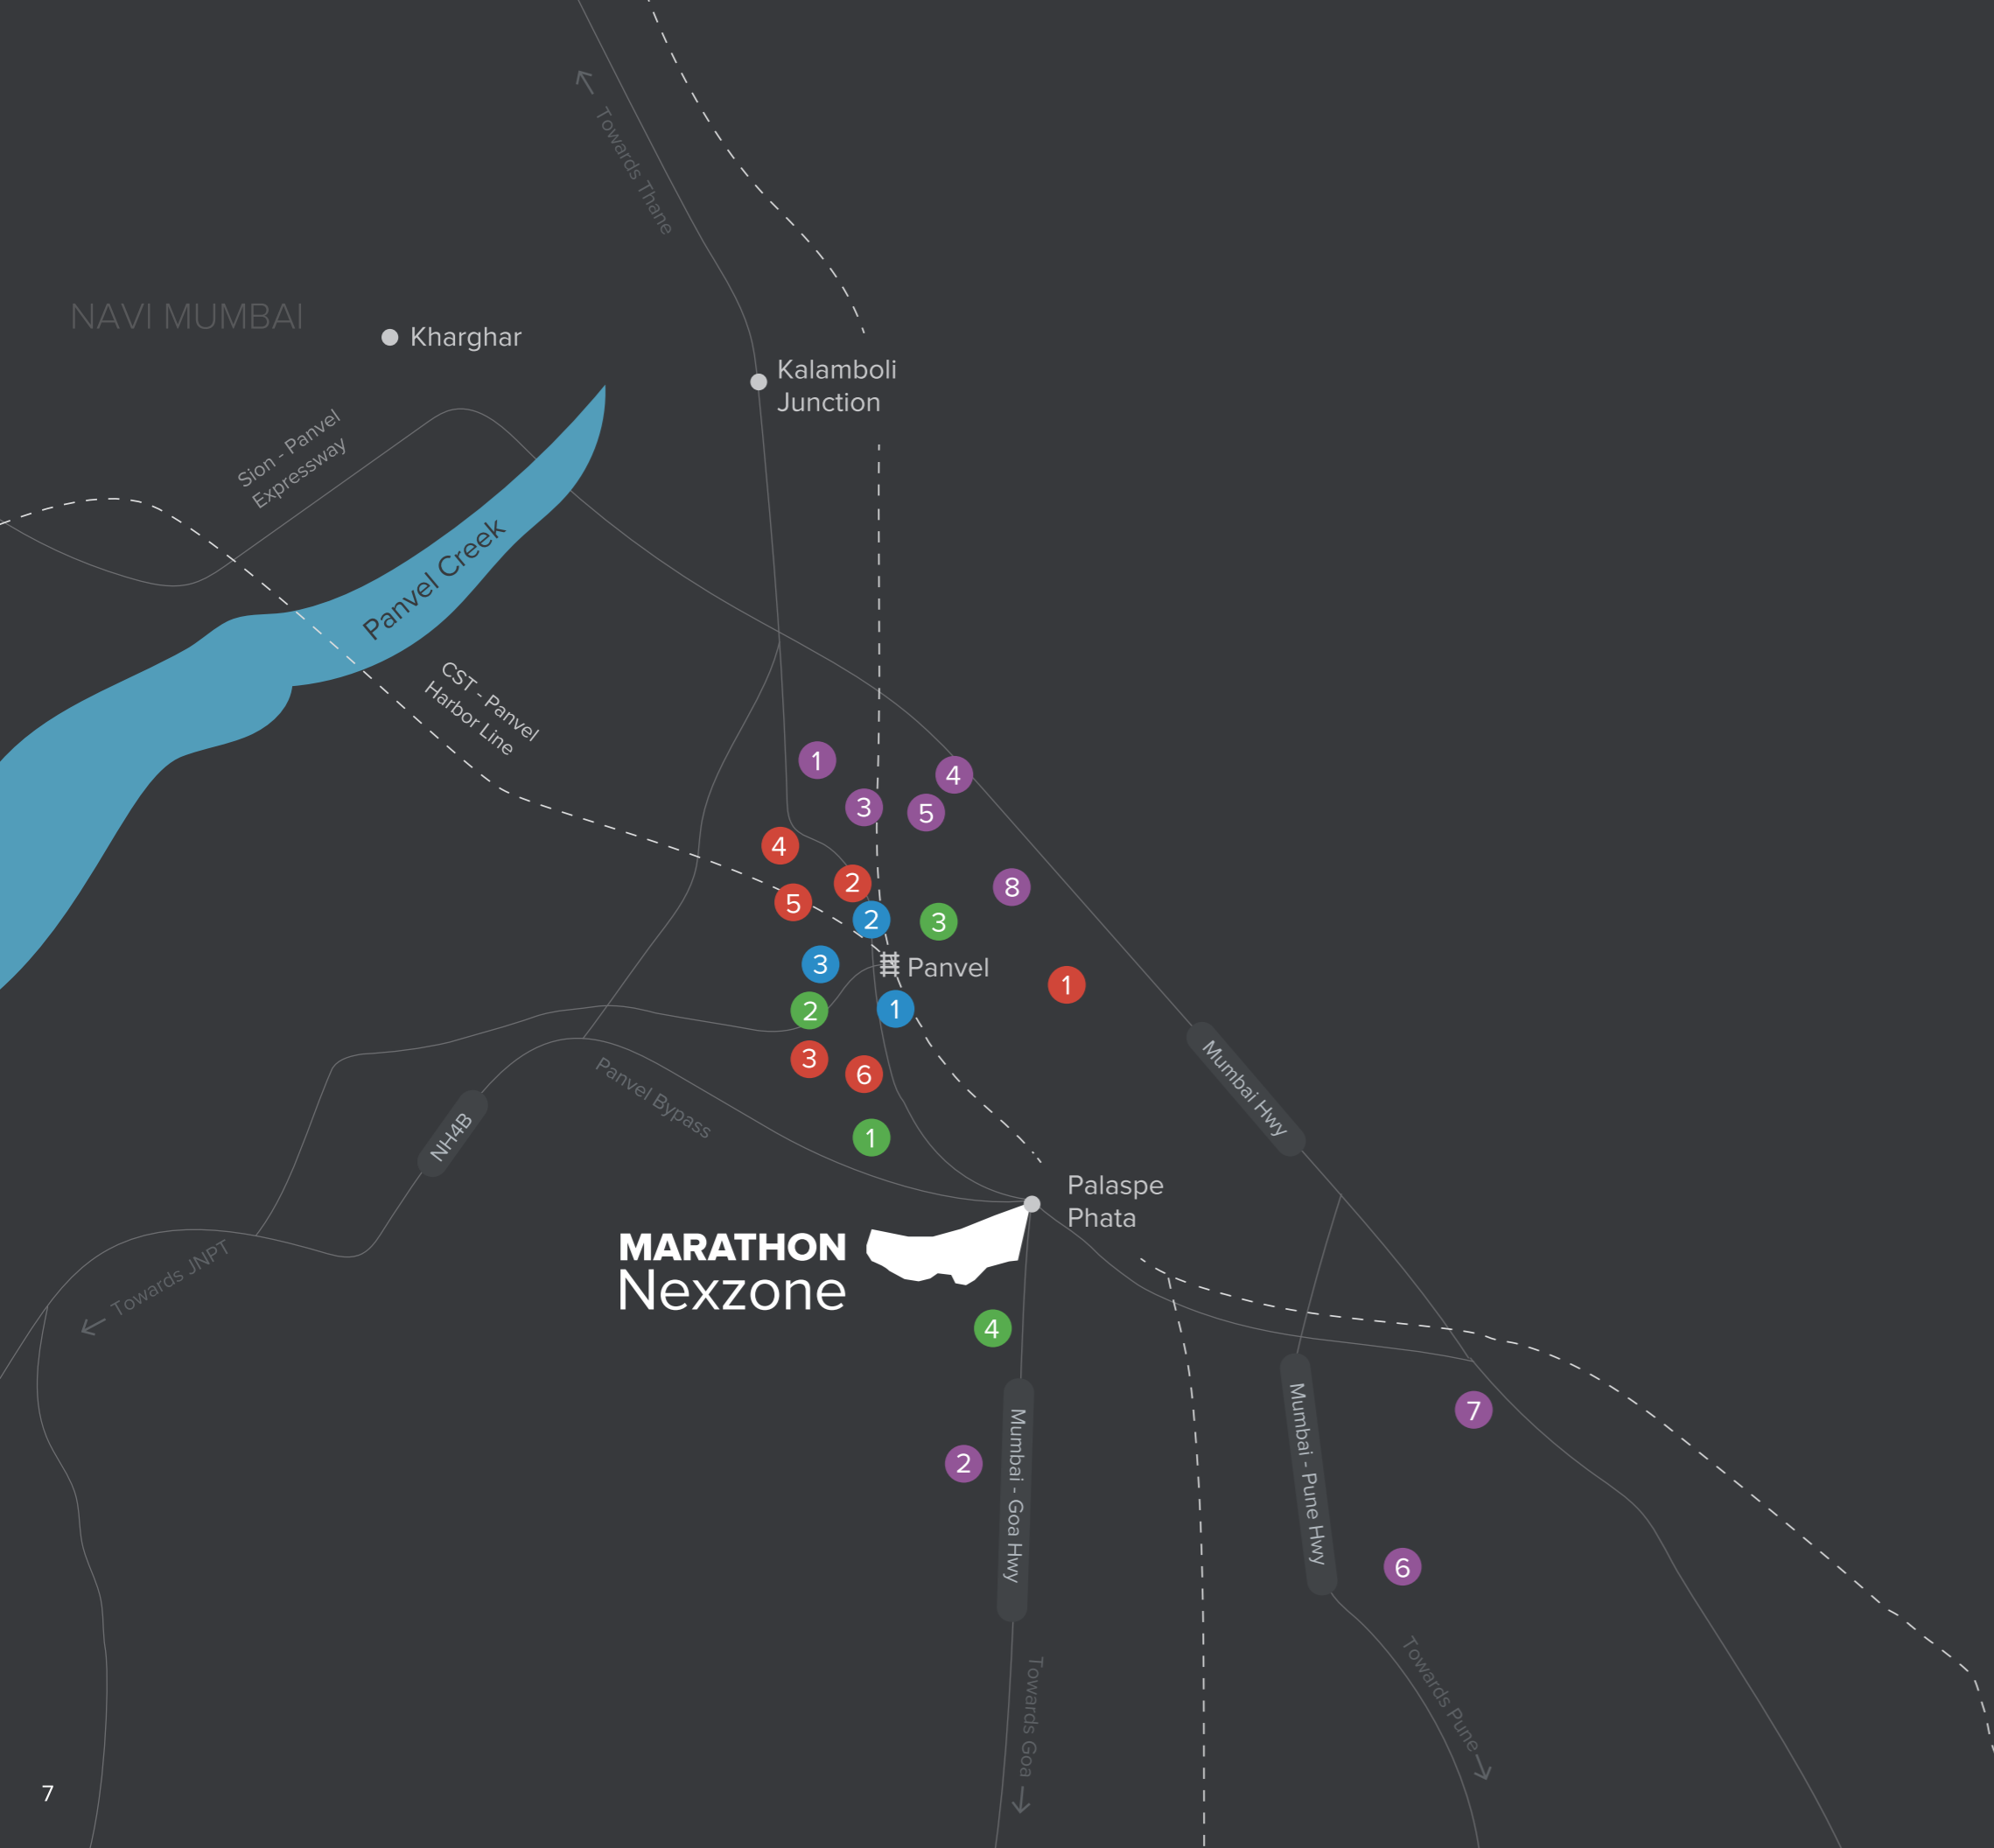 Towards Thane
NAVI MUMBAI
Kharghar
Kalamboli
Junction
Sion - Panvel
Expressway
Panvel Creek
CST - Panvel
Harbor Line
1
4
3
5
4
2
8
5
2
3
3
Panvel
1
2
1
3
6
Mumbai Hwy
Panvel Bypass
NH4B
1
Palaspe
Phata
MARATHON
Nexzone
Towards JNPT
4
7
2
Mumbai - Goa Hwy
Mumbai - Pune Hwy
6
Towards Goa
Towards Pune
7